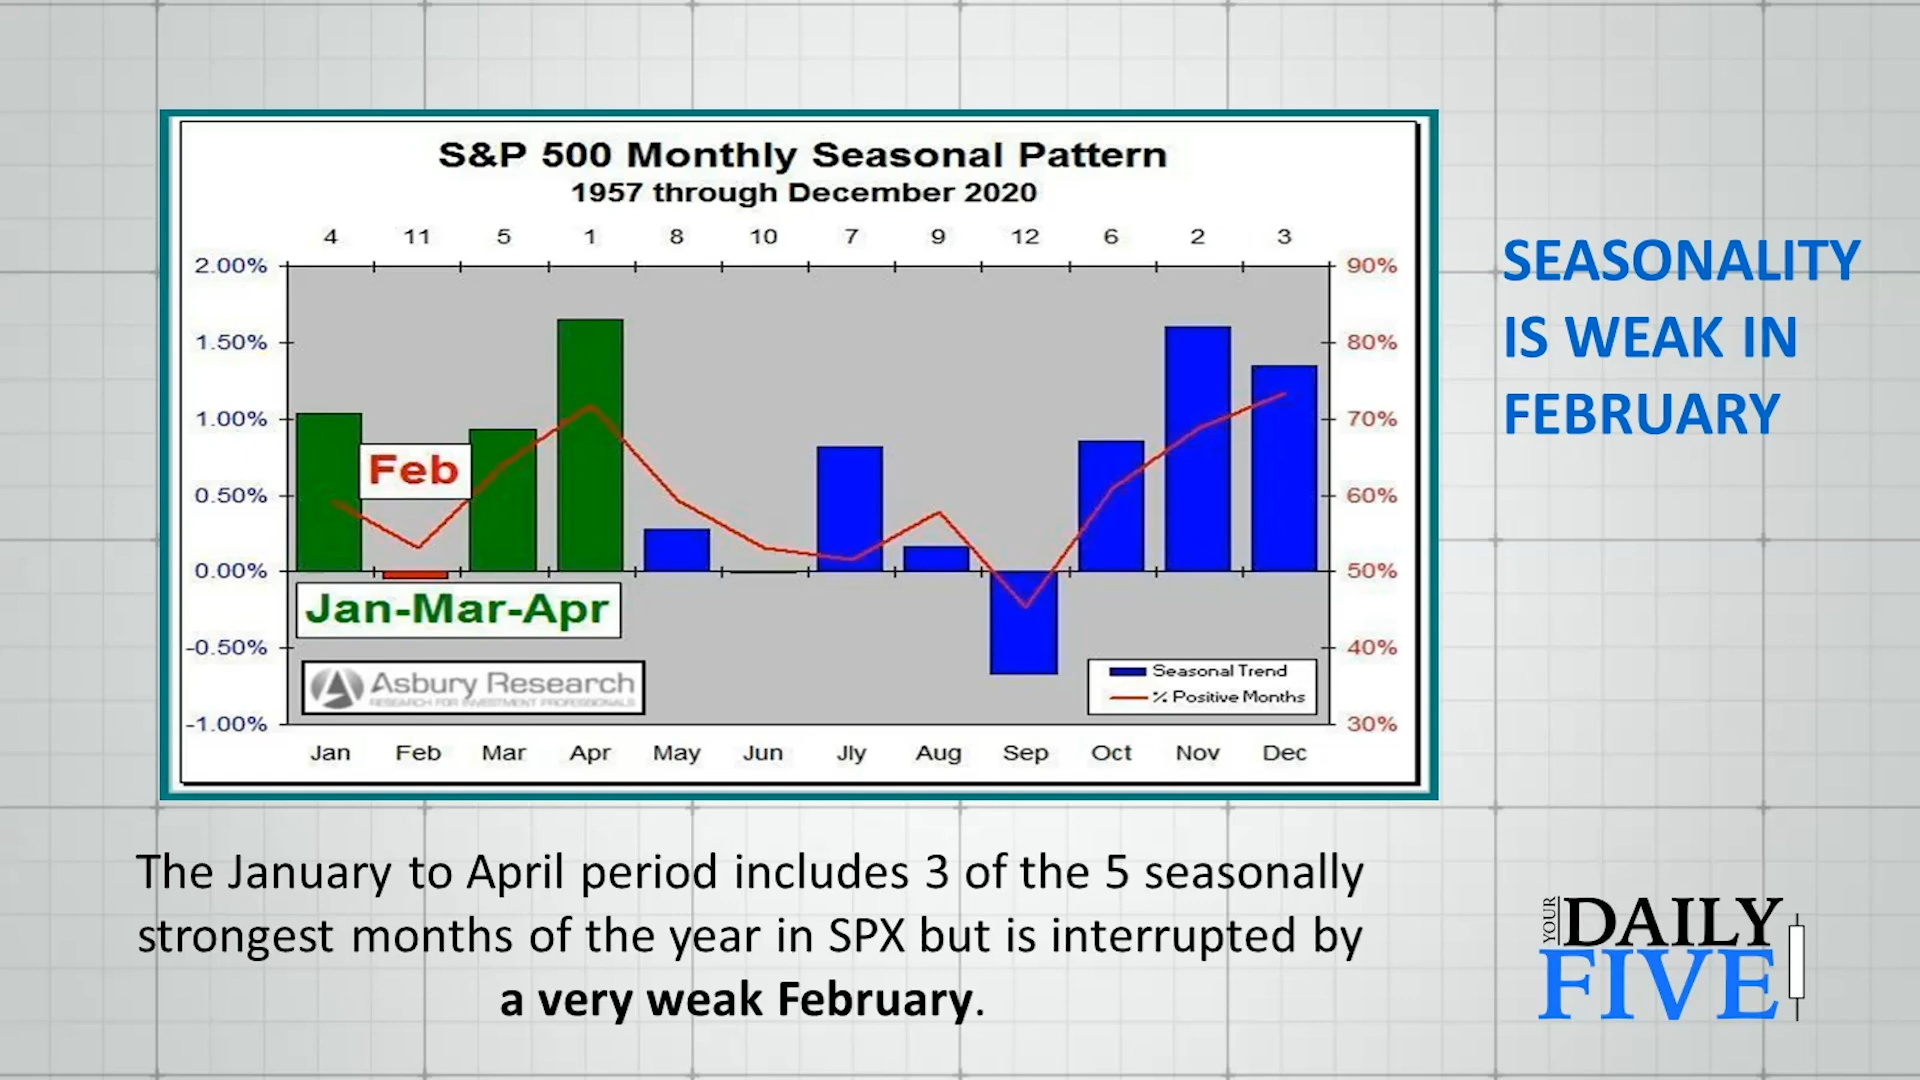 S&P 500 Monthly Seasonal Pattern
1957 through December 2020
4 11 5 1 8 10 7 9 12 6 2 3
2.00% 90%
1.50% 80%
1.00% 70%
0.50% 60%
0.00% 50%
-0.50% 40%
-1.00% 30%
Feb
Jan-Mar-Apr
Asbury Research
RESEARCH FOR INVESTMENT PROFESSIONALS
Seasonal Trend
% Positive Months
Jan Feb Mar Apr May Jun Jly Aug Sep Oct Nov Dec
SEASONALITY
IS WEAK IN
FEBRUARY
The January to April period includes 3 of the 5 seasonally
strongest months of the year in SPX but is interrupted by
a very weak February.
YOUR
DAILY
FIVE